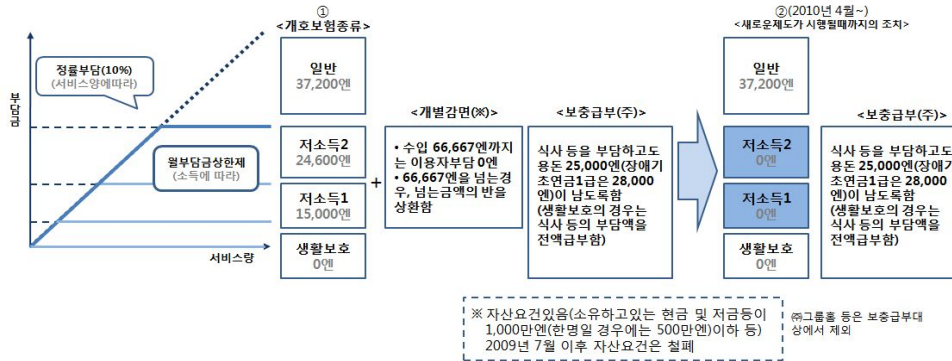 ①
<개호보험종류>
②(2010년 4월~)
<새로운제도가 시행될때까지의 조치>
정률부담(10%)
(서비스양에따라)
부담금
월부담금상한제
(소득에 따라)
서비스량
일반
37,200엔
저소득2
24,600엔
저소득1
15,000엔
생활보호
0엔
+
<개별감면(※)>
• 수입 66,667엔까지
는 이용자부담 0엔
• 66,667엔을 넘는경
우, 넘는금액의 반을
상환함
<보충급부(주)>
식사 등을 부담하고도
용돈 25,000엔(장애기
초연금1급은 28,000
엔)이 남도록함
(생활보호의 경우는
식사 등의 부담액을
전액급부함)
일반
37,200엔
저소득2
0엔
저소득1
0엔
생활보호
0엔
<보충급부(주)>
식사 등을 부담하고도
용돈 25,000엔(장애기
초연금1급은 28,000
엔)이 남도록함
(생활보호의 경우는
식사 등의 부담액을
전액급부함)
※ 자산요건있음(소유하고있는 현금 및 저금등이
1,000만엔(한명일 경우에는 500만엔)이하 등)
2009년 7월 이후 자산요건은 철폐
㈜그룹홈 등은 보충급부대
상에서 제외